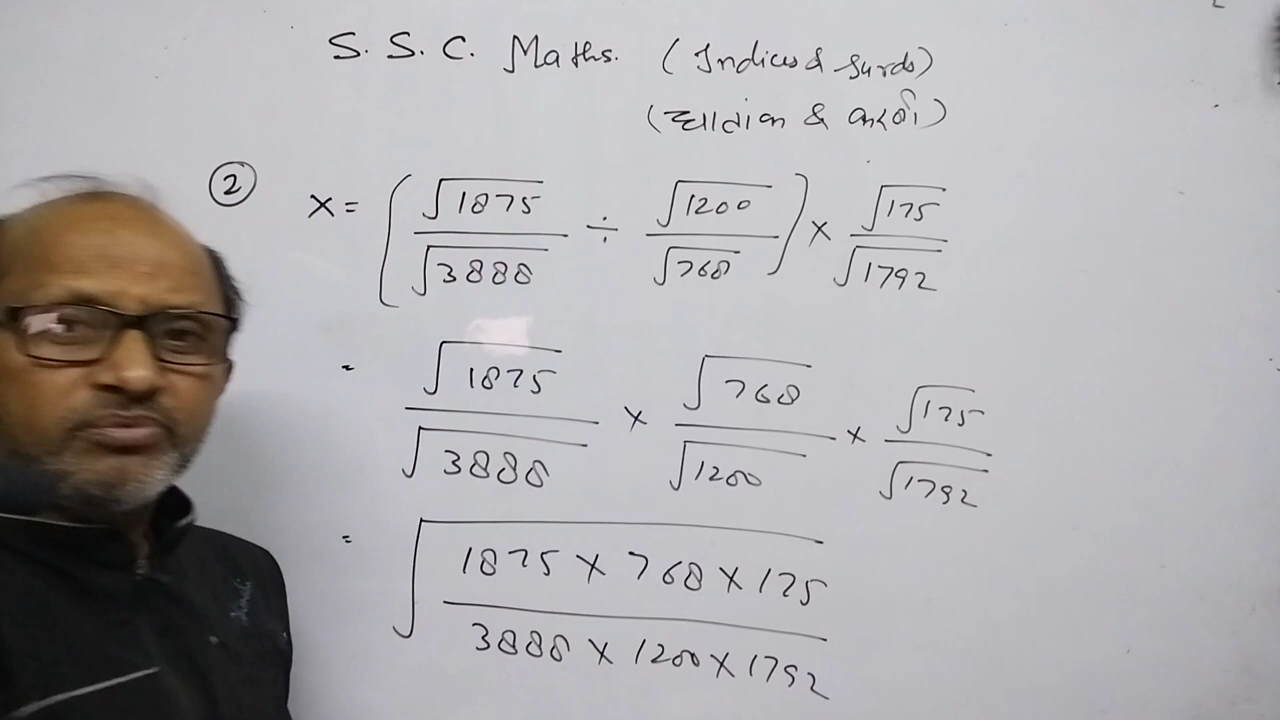 S. S. C. Maths. (Indices & Surds)
(घातांक & करणी)
② x = ( √1875 / √3888 ÷ √1200 / √768 ) × √175 / √1792
= √1875 / √3888 × √768 / √1200 × √175 / √1792
= √( 1875 × 768 × 175 / 3888 × 1200 × 1792 )